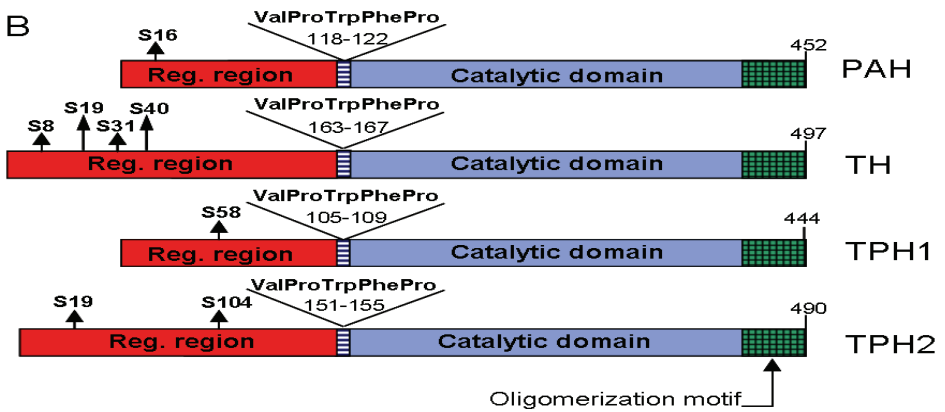 B
ValProTrpPhePro
118-122
S16
452
Reg. region
Catalytic domain
PAH
ValProTrpPhePro
163-167
S8
S19
S31
S40
497
Reg. region
Catalytic domain
TH
ValProTrpPhePro
105-109
S58
444
Reg. region
Catalytic domain
TPH1
ValProTrpPhePro
151-155
S19
S104
490
Reg. region
Catalytic domain
TPH2
Oligomerization motif